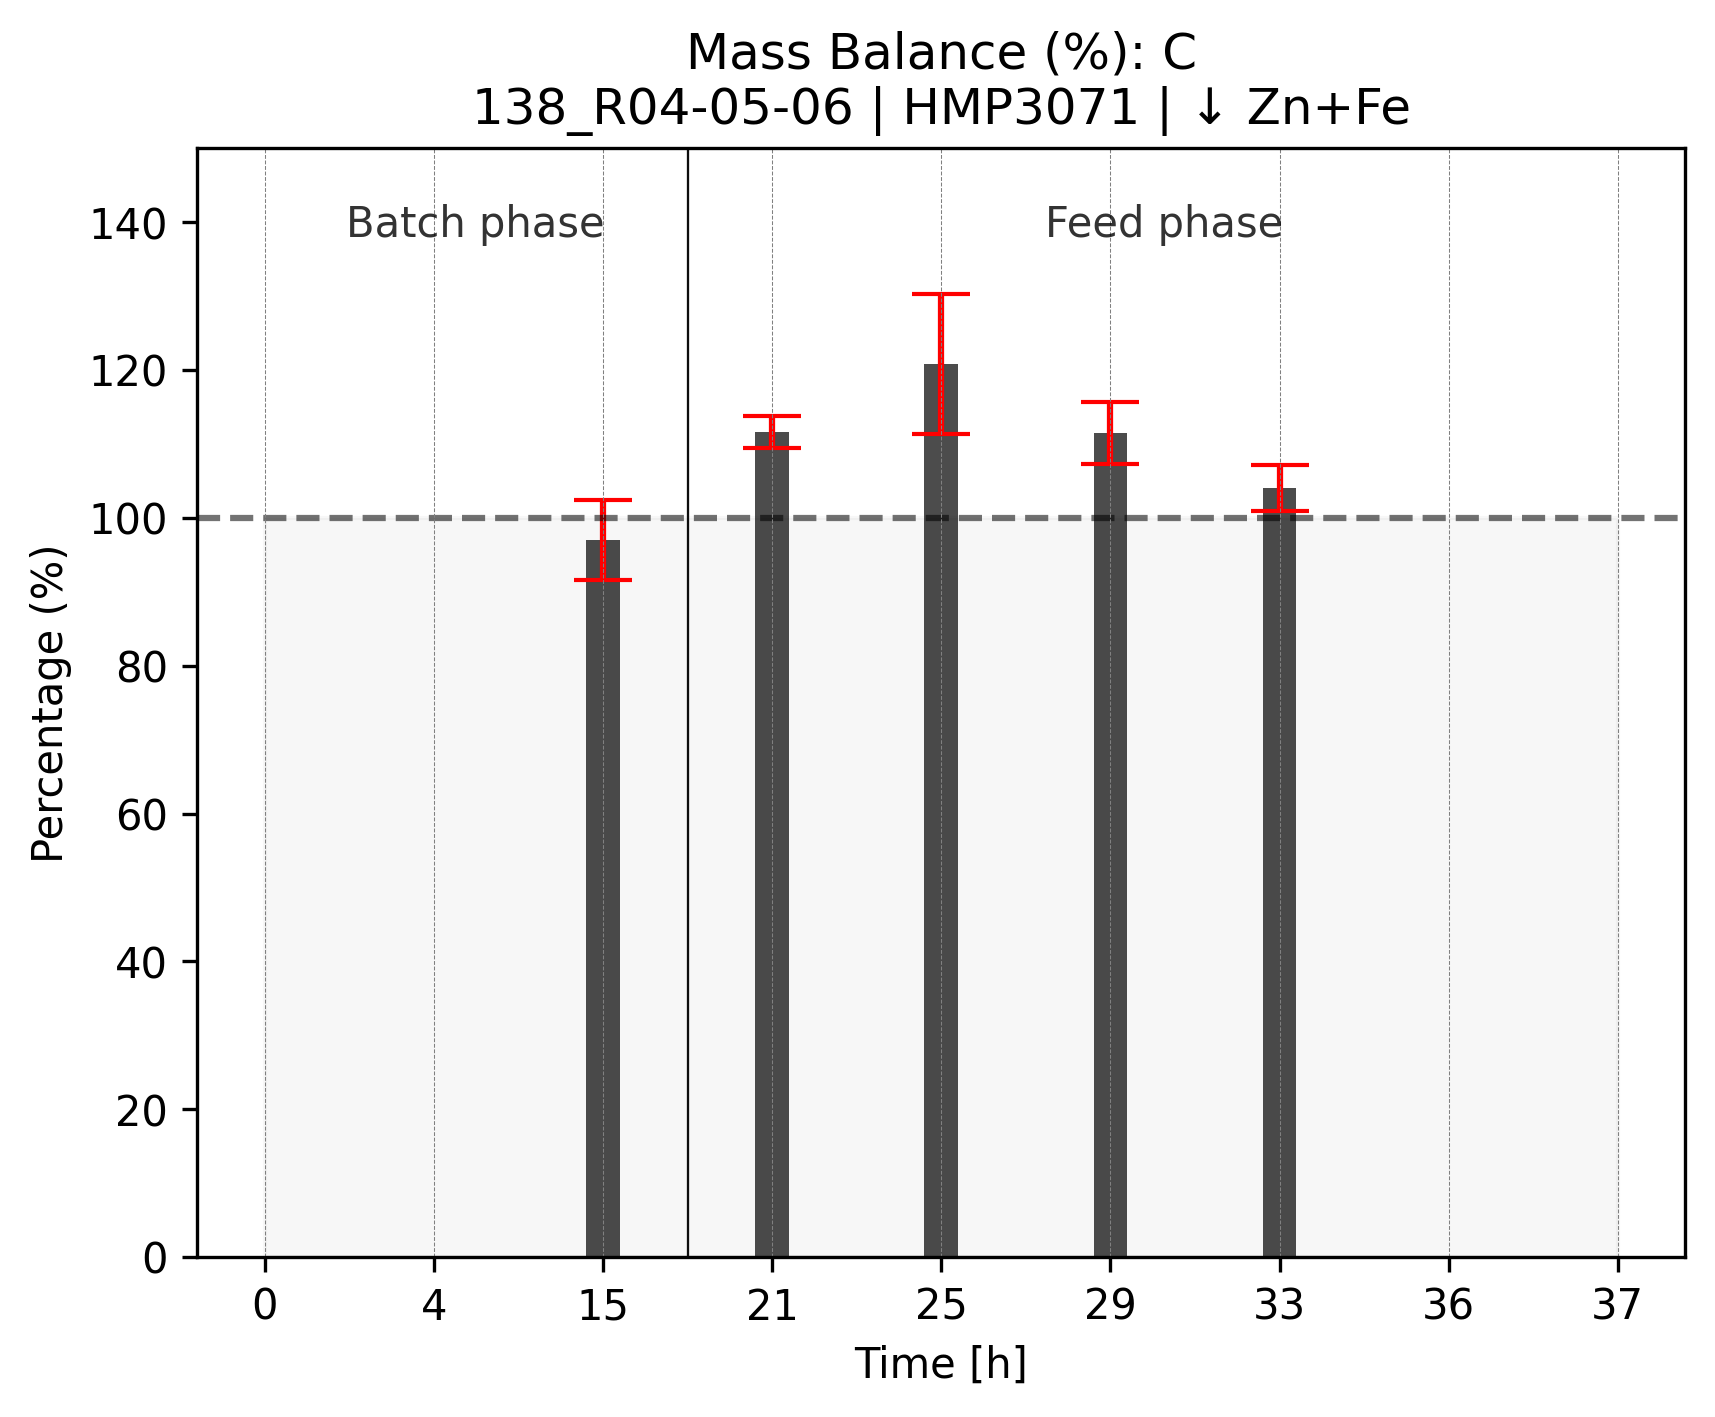 Mass Balance (%): C
138_R04-05-06 | HMP3071 | ↓ Zn+Fe
Batch phase
Feed phase
140
120
100
80
60
40
20
0
Percentage (%)
0 4 15 21 25 29 33 36 37
Time [h]